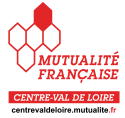 MUTUALITÉ
FRANÇAISE
CENTRE-VAL DE LOIRE
centrevaldeloire.mutualite.fr